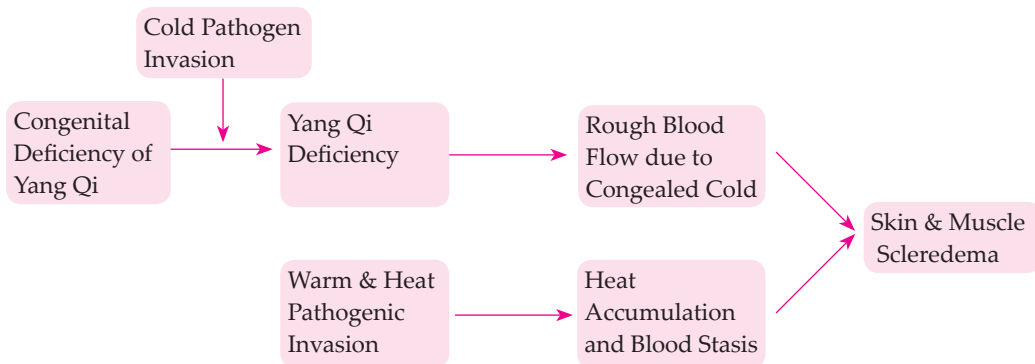 Cold Pathogen
Invasion
Congenital
Deficiency of
Yang Qi
Yang Qi
Deficiency
Rough Blood
Flow due to
Congealed Cold
Skin & Muscle
Scleredema
Warm & Heat
Pathogenic
Invasion
Heat
Accumulation
and Blood Stasis